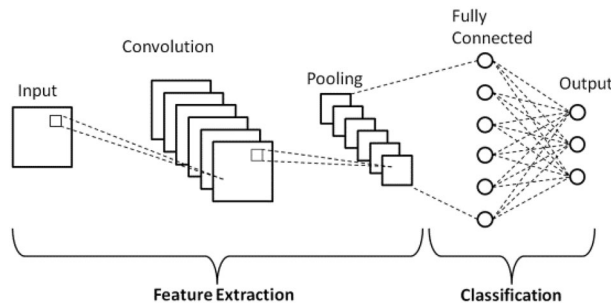 Input
Convolution
Pooling
Fully
Connected
Output
Feature Extraction
Classification